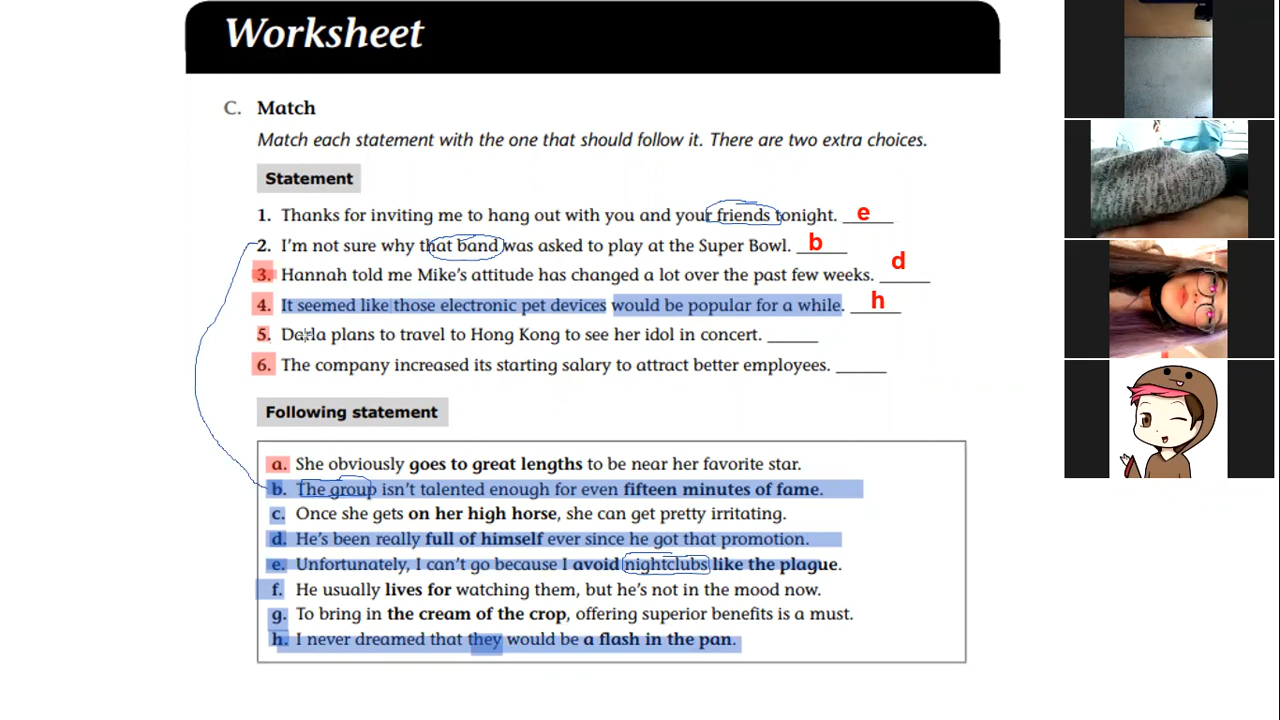 Worksheet
C. Match
Match each statement with the one that should follow it. There are two extra choices.
Statement
1. Thanks for inviting me to hang out with you and your friends tonight. e
2. I'm not sure why that band was asked to play at the Super Bowl. b
3. Hannah told me Mike's attitude has changed a lot over the past few weeks. d
4. It seemed like those electronic pet devices would be popular for a while. h
5. Darla plans to travel to Hong Kong to see her idol in concert. ______
6. The company increased its starting salary to attract better employees. ______
Following statement
a. She obviously goes to great lengths to be near her favorite star.
b. The group isn't talented enough for even fifteen minutes of fame.
c. Once she gets on her high horse, she can get pretty irritating.
d. He's been really full of himself ever since he got that promotion.
e. Unfortunately, I can't go because I avoid nightclubs like the plague.
f. He usually lives for watching them, but he's not in the mood now.
g. To bring in the cream of the crop, offering superior benefits is a must.
h. I never dreamed that they would be a flash in the pan.